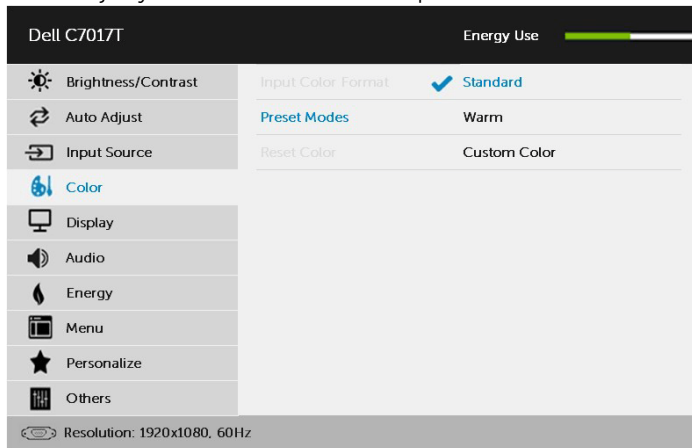 Dell C7017T
Energy Use
Brightness/Contrast
Input Color Format
Standard
Auto Adjust
Preset Modes
Warm
Input Source
Reset Color
Custom Color
Color
Display
Audio
Energy
Menu
Personalize
Others
Resolution: 1920x1080, 60Hz